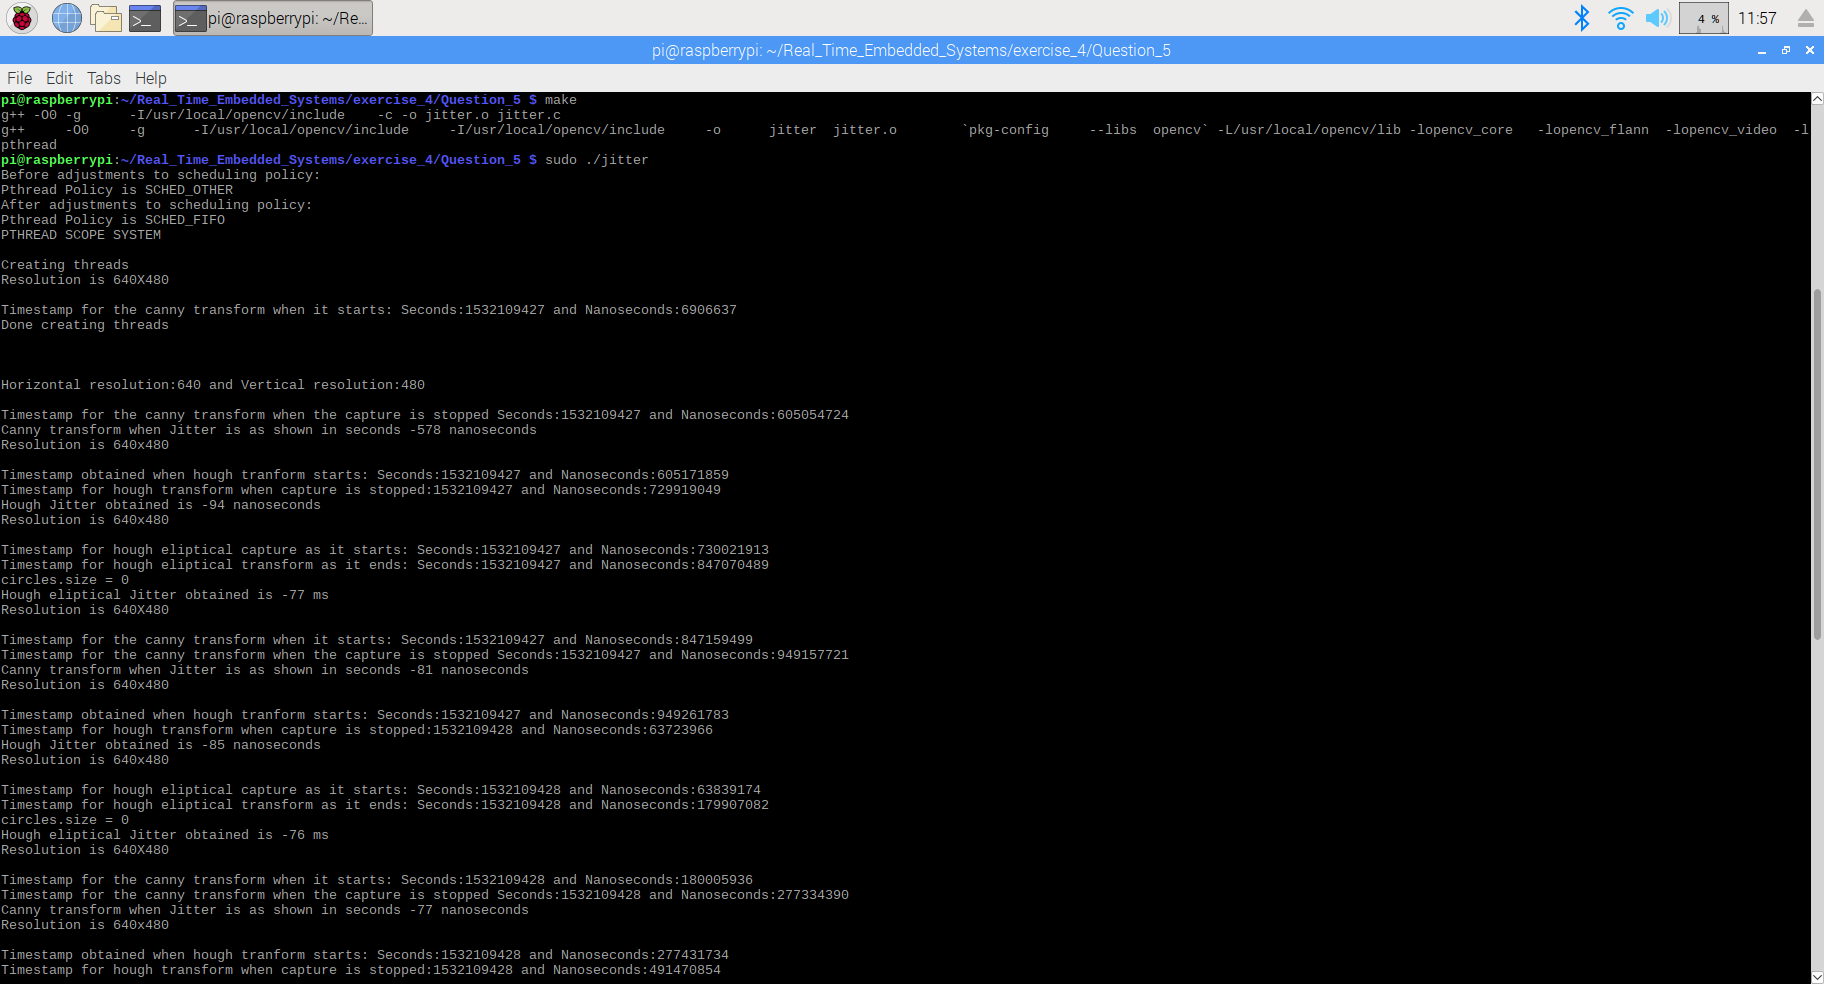 pi@raspberrypi: ~/Re...
4 %
11:57
pi@raspberrypi: ~/Real_Time_Embedded_Systems/exercise_4/Question_5
File Edit Tabs Help
pi@raspberrypi:~/Real_Time_Embedded_Systems/exercise_4/Question_5 $ make
g++ -O0 -g      -I/usr/local/opencv/include    -c -o jitter.o jitter.c
g++     -O0     -g      -I/usr/local/opencv/include     -I/usr/local/opencv/include     -o      jitter  jitter.o        `pkg-config     --libs  opencv` -L/usr/local/opencv/lib -lopencv_core   -lopencv_flann  -lopencv_video  -l
pthread
pi@raspberrypi:~/Real_Time_Embedded_Systems/exercise_4/Question_5 $ sudo ./jitter
Before adjustments to scheduling policy:
Pthread Policy is SCHED_OTHER
After adjustments to scheduling policy:
Pthread Policy is SCHED_FIFO
PTHREAD SCOPE SYSTEM
Creating threads
Resolution is 640X480
Timestamp for the canny transform when it starts: Seconds:1532109427 and Nanoseconds:6906637
Done creating threads
Horizontal resolution:640 and Vertical resolution:480
Timestamp for the canny transform when the capture is stopped Seconds:1532109427 and Nanoseconds:605054724
Canny transform when Jitter is as shown in seconds -578 nanoseconds
Resolution is 640x480
Timestamp obtained when hough tranform starts: Seconds:1532109427 and Nanoseconds:605171859
Timestamp for hough transform when capture is stopped:1532109427 and Nanoseconds:729919049
Hough Jitter obtained is -94 nanoseconds
Resolution is 640x480
Timestamp for hough eliptical capture as it starts: Seconds:1532109427 and Nanoseconds:730021913
Timestamp for hough eliptical transform as it ends: Seconds:1532109427 and Nanoseconds:847070489
circles.size = 0
Hough eliptical Jitter obtained is -77 ms
Resolution is 640X480
Timestamp for the canny transform when it starts: Seconds:1532109427 and Nanoseconds:847159499
Timestamp for the canny transform when the capture is stopped Seconds:1532109427 and Nanoseconds:949157721
Canny transform when Jitter is as shown in seconds -81 nanoseconds
Resolution is 640x480
Timestamp obtained when hough tranform starts: Seconds:1532109427 and Nanoseconds:949261783
Timestamp for hough transform when capture is stopped:1532109428 and Nanoseconds:63723966
Hough Jitter obtained is -85 nanoseconds
Resolution is 640x480
Timestamp for hough eliptical capture as it starts: Seconds:1532109428 and Nanoseconds:63839174
Timestamp for hough eliptical transform as it ends: Seconds:1532109428 and Nanoseconds:179907082
circles.size = 0
Hough eliptical Jitter obtained is -76 ms
Resolution is 640X480
Timestamp for the canny transform when it starts: Seconds:1532109428 and Nanoseconds:180005936
Timestamp for the canny transform when the capture is stopped Seconds:1532109428 and Nanoseconds:277334390
Canny transform when Jitter is as shown in seconds -77 nanoseconds
Resolution is 640x480
Timestamp obtained when hough tranform starts: Seconds:1532109428 and Nanoseconds:277431734
Timestamp for hough transform when capture is stopped:1532109428 and Nanoseconds:491470854